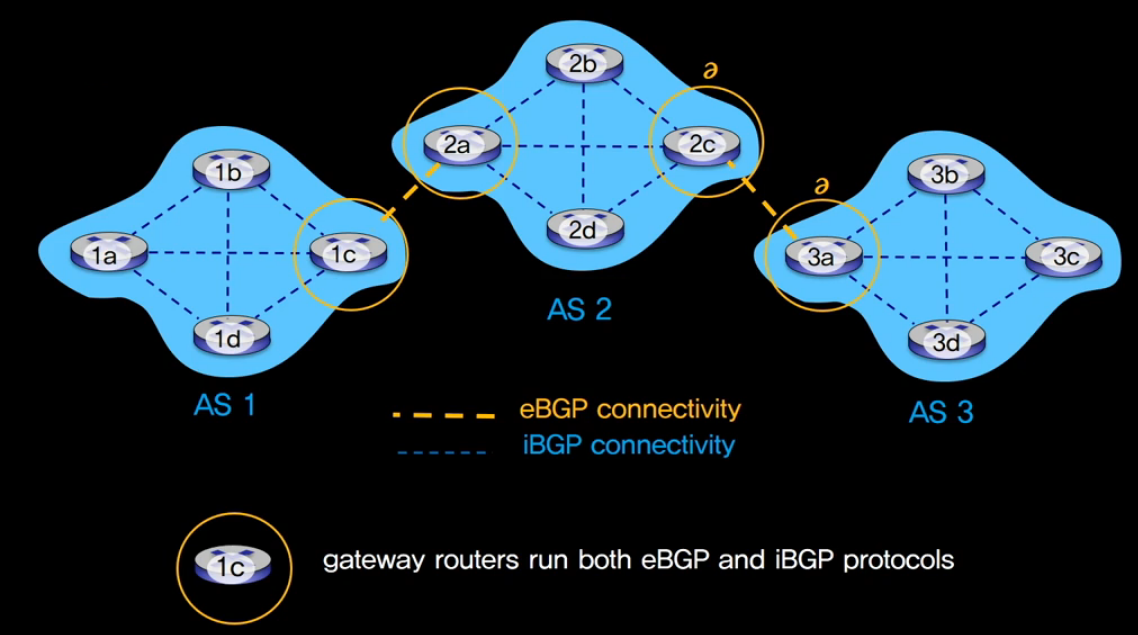 2b
∂
2a
2c
1b
∂
3b
2d
1a
1c
3a
3c
AS 2
1d
3d
AS 1
eBGP connectivity
AS 3
iBGP connectivity
1c
gateway routers run both eBGP and iBGP protocols